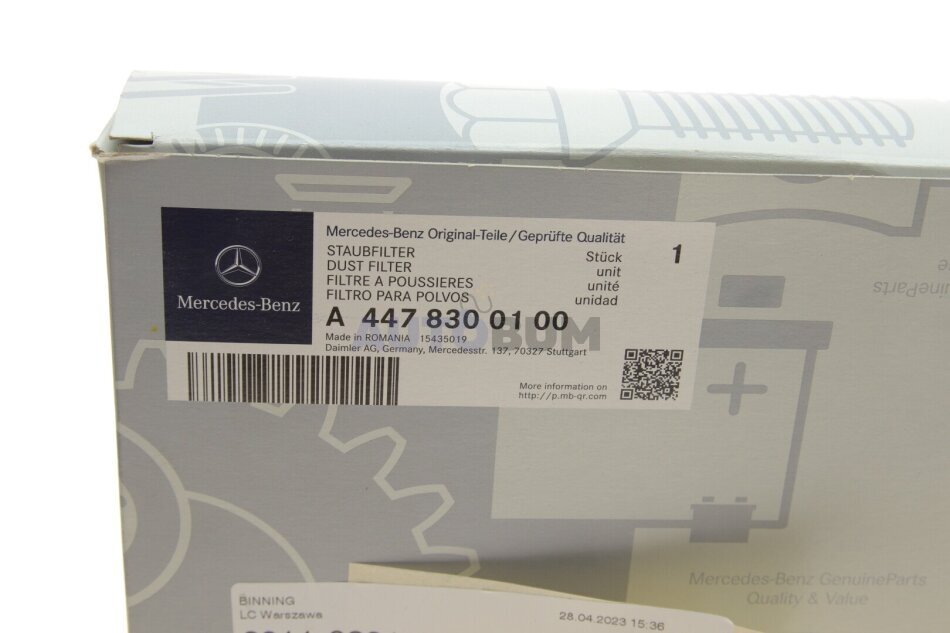 Mercedes-Benz
Mercedes-Benz Original-Teile/Geprüfte Qualität
STAUBFILTER
DUST FILTER
FILTRE A POUSSIERES
FILTRO PARA POLVOS
Stück
unit
unité
unidad
1
A 447 830 01 00
AUTOBUM
Made in ROMANIA 15435019
Daimler AG, Germany, Mercedesstr. 137, 70327 Stuttgart
More information on
http://p.mb-qr.com
Mercedes-Benz GenuineParts
Quality & Value
BINNING
LC Warszawa
28.04.2023 15:36